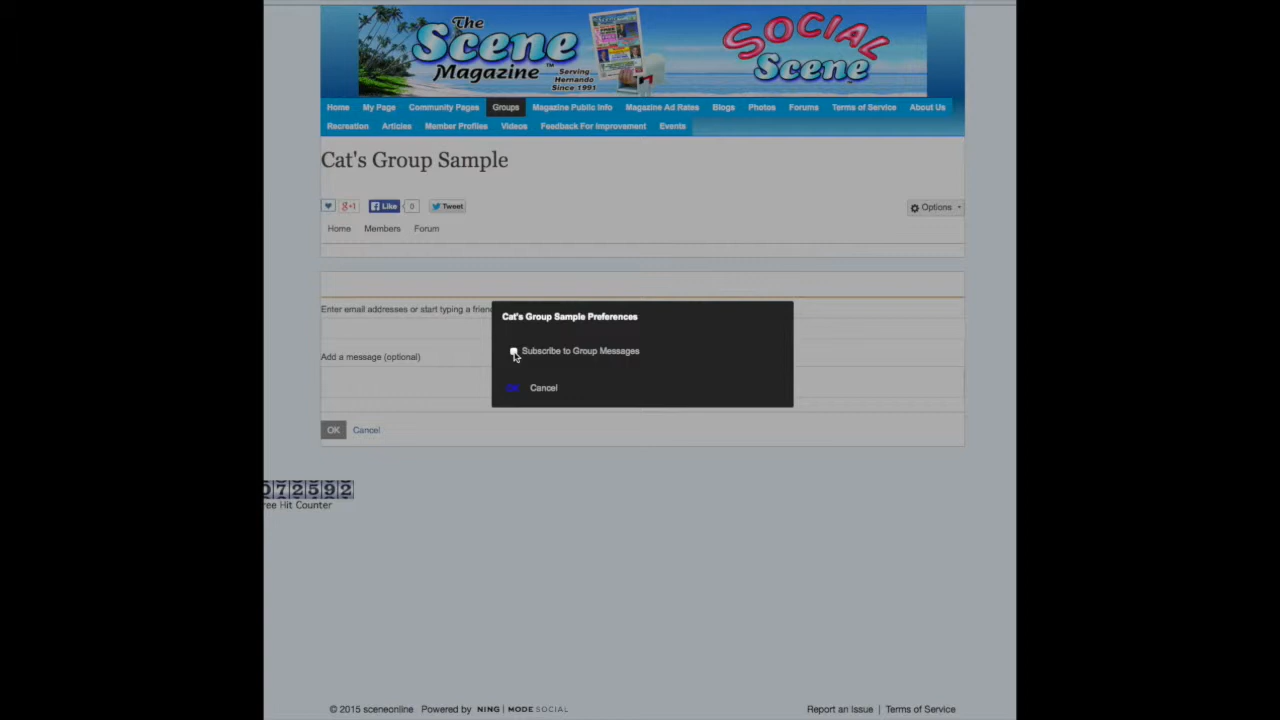 The
Scene
Magazine™
Serving
Hernando
Since 1991
SOCIAL
Scene
Home My Page Community Pages Groups Magazine Public Info Magazine Ad Rates Blogs Photos Forums Terms of Service About Us
Recreation Articles Member Profiles Videos Feedback For Improvement Events
Cat's Group Sample
g+1 Like 0 Tweet
Options
Home Members Forum
Enter email addresses or start typing a frien
Cat's Group Sample Preferences
Subscribe to Group Messages
Add a message (optional)
OK Cancel
OK Cancel
072592
ree Hit Counter
© 2015 sceneonline Powered by NING | MODE SOCIAL
Report an Issue | Terms of Service